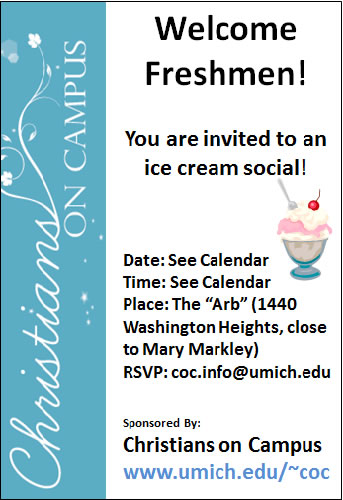 Christians
ON CAMPUS
Welcome
Freshmen!
You are invited to an
ice cream social!
Date: See Calendar
Time: See Calendar
Place: The “Arb” (1440
Washington Heights, close
to Mary Markley)
RSVP: coc.info@umich.edu
Sponsored By:
Christians on Campus
www.umich.edu/~coc